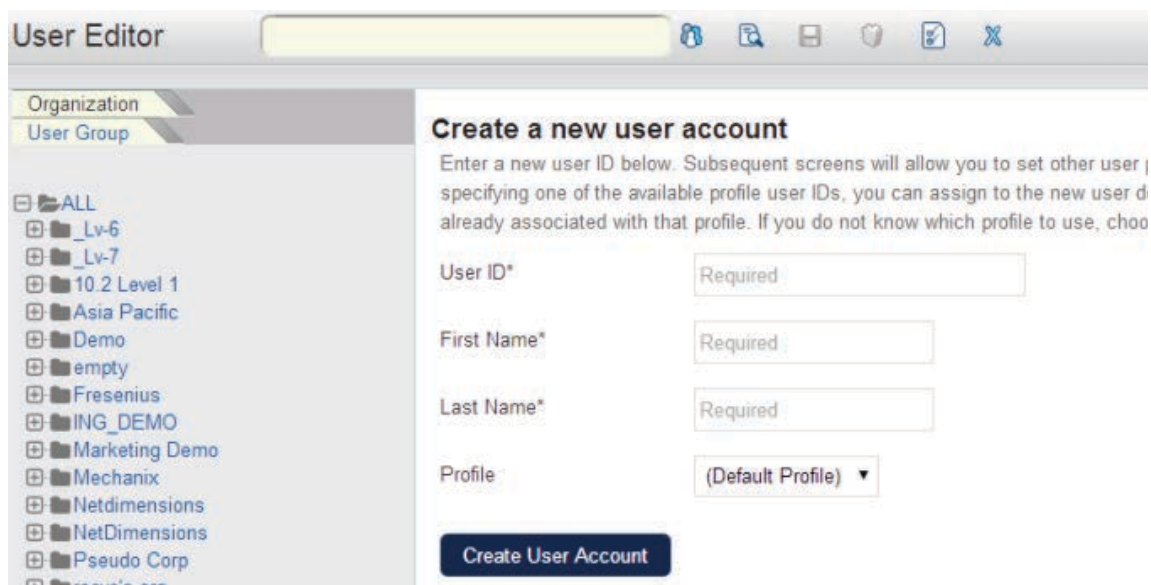 User Editor
Organization
User Group
ALL
_Lv-6
_Lv-7
10.2 Level 1
Asia Pacific
Demo
empty
Fresenius
ING_DEMO
Marketing Demo
Mechanix
Netdimensions
NetDimensions
Pseudo Corp
Create a new user account
Enter a new user ID below. Subsequent screens will allow you to set other user
specifying one of the available profile user IDs, you can assign to the new user
already associated with that profile. If you do not know which profile to use,
User ID*
Required
First Name*
Required
Last Name*
Required
Profile
(Default Profile)
Create User Account